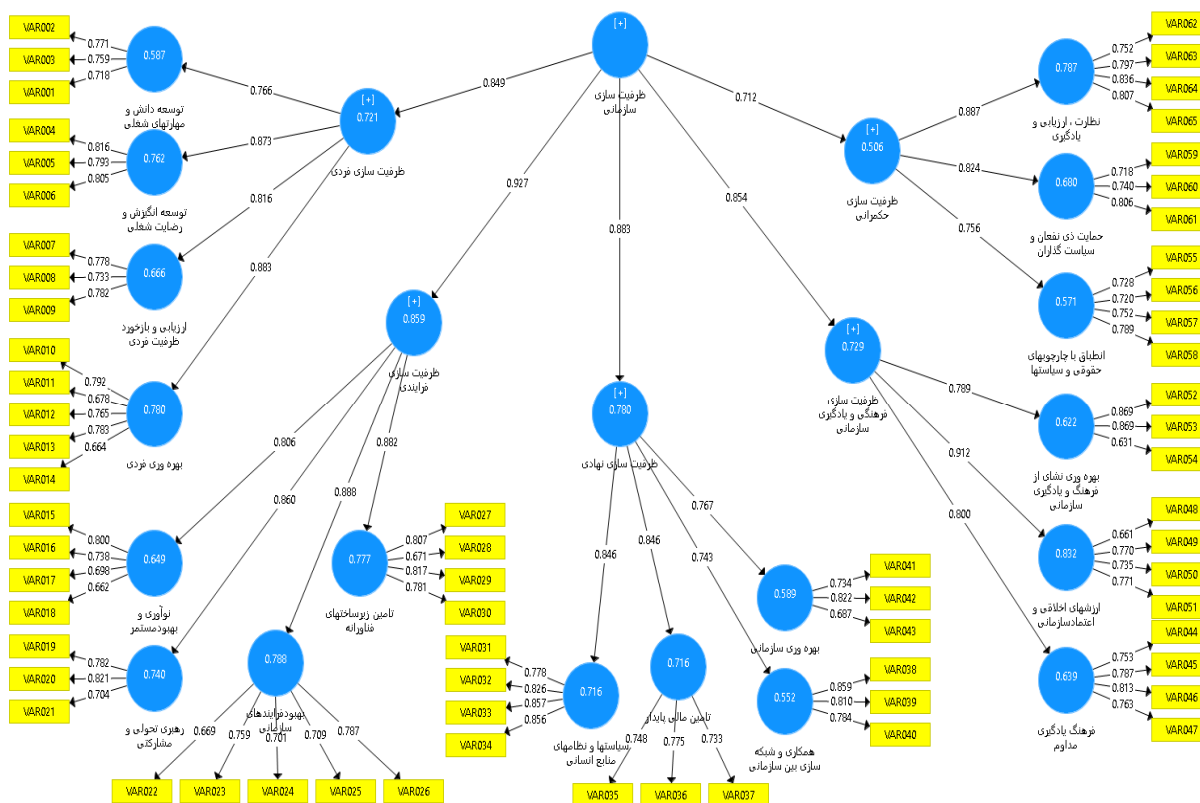 [+]
ظرفیت سازی
سازمانی
0.849
0.927
0.883
0.854
0.712
[+]
0.721
ظرفیت سازی فردی
0.766
0.873
0.816
0.883
0.587
توسعه دانش و
مهارتهای شغلی
0.771
0.759
0.718
VAR002
VAR003
VAR001
0.762
توسعه انگیزش و
رضایت شغلی
0.816
0.793
0.805
VAR004
VAR005
VAR006
0.666
ارزیابی و بازخورد
ظرفیت فردی
0.778
0.733
0.782
VAR007
VAR008
VAR009
0.780
بهره وری فردی
0.792
0.678
0.765
0.783
0.664
VAR010
VAR011
VAR012
VAR013
VAR014
[+]
0.859
ظرفیت سازی
فرایندی
0.806
0.860
0.888
0.882
0.649
نوآوری و
بهبودمستمر
0.800
0.738
0.698
0.662
VAR015
VAR016
VAR017
VAR018
0.740
رهبری تحولی و
مشارکتی
0.782
0.821
0.704
VAR019
VAR020
VAR021
0.788
بهبودفرایندهای
سازمانی
0.669
0.759
0.701
0.709
0.787
VAR022
VAR023
VAR024
VAR025
VAR026
0.777
تامین زیرساختهای
فناورانه
0.807
0.671
0.817
0.781
VAR027
VAR028
VAR029
VAR030
[+]
0.780
ظرفیت سازی نهادی
0.846
0.846
0.743
0.767
0.716
سیاستها و نظامهای
منابع انسانی
0.778
0.826
0.857
0.856
VAR031
VAR032
VAR033
VAR034
0.716
تامین مالی پایدار
0.748
0.775
0.733
VAR035
VAR036
VAR037
0.552
همکاری و شبکه
سازی بین سازمانی
0.859
0.810
0.784
VAR038
VAR039
VAR040
0.589
بهره وری سازمانی
0.734
0.822
0.687
VAR041
VAR042
VAR043
[+]
0.729
ظرفیت سازی،
فرهنگی و یادگیری
سازمانی
0.789
0.912
0.800
0.622
بهره وری نشای از
فرهنگ و یادگیری
سازمانی
0.869
0.869
0.631
VAR052
VAR053
VAR054
0.832
ارزشهای اخلاقی و
اعتمادسازمانی
0.661
0.770
0.735
0.771
VAR048
VAR049
VAR050
VAR051
0.639
فرهنگ یادگیری
مداوم
0.753
0.787
0.813
0.763
VAR044
VAR045
VAR046
VAR047
[+]
0.506
ظرفیت سازی
حکمرانی
0.887
0.824
0.756
0.787
نظارت ، ارزیابی و
یادگیری
0.752
0.797
0.836
0.807
VAR062
VAR063
VAR064
VAR065
0.680
حمایت ذی نفعان و
سیاست گذاران
0.718
0.740
0.806
VAR059
VAR060
VAR061
0.571
انطباق با چارچوبهای
حقوقی و سیاستها
0.728
0.720
0.752
0.789
VAR055
VAR056
VAR057
VAR058